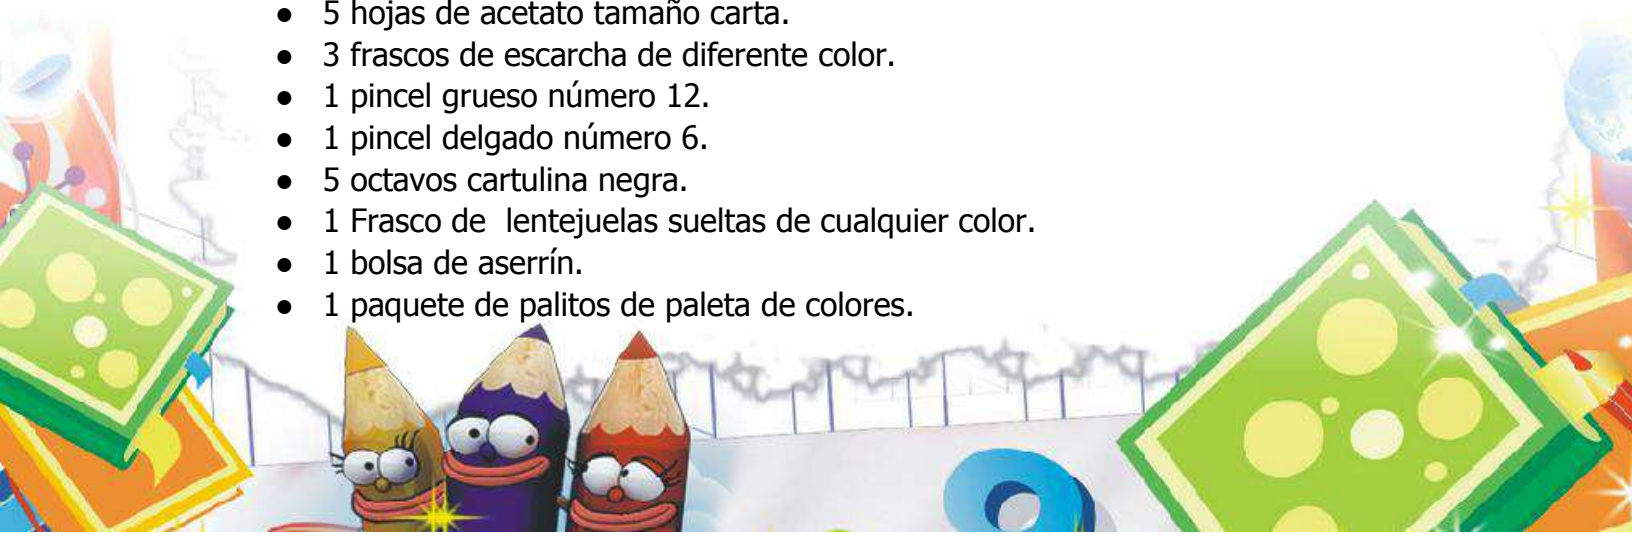 ● 5 hojas de acetato tamaño carta.
● 3 frascos de escarcha de diferente color.
● 1 pincel grueso número 12.
● 1 pincel delgado número 6.
● 5 octavos cartulina negra.
● 1 Frasco de  lentejuelas sueltas de cualquier color.
● 1 bolsa de aserrín.
● 1 paquete de palitos de paleta de colores.